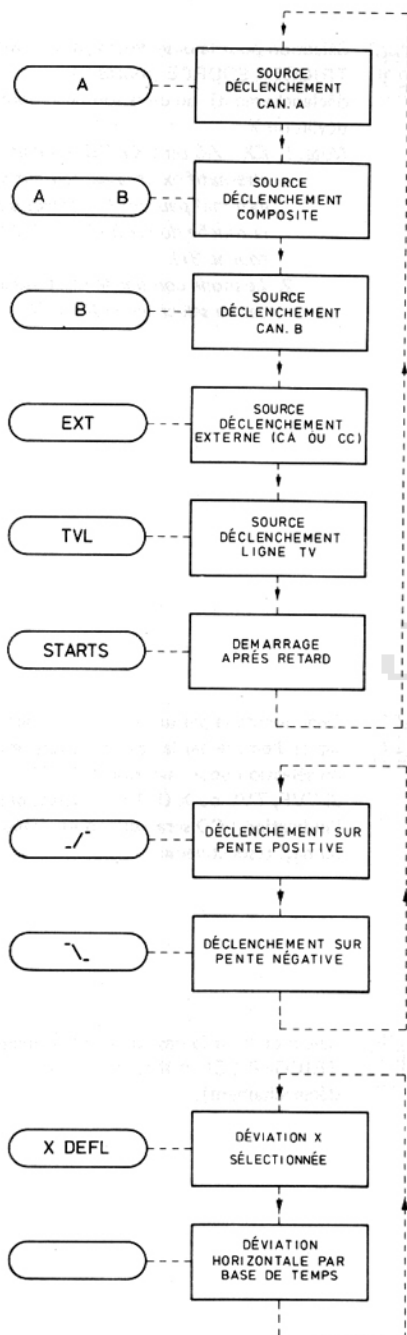 A
SOURCE
DÉCLENCHEMENT
CAN. A
A B
SOURCE
DÉCLENCHEMENT
COMPOSITE
B
SOURCE
DÉCLENCHEMENT
CAN. B
EXT
SOURCE
DÉCLENCHEMENT
EXTERNE (CA OU CC)
TVL
SOURCE
DÉCLENCHEMENT
LIGNE TV
STARTS
DEMARRAGE
APRÉS RETARD
DÉCLENCHEMENT SUR
PENTE POSITIVE
DÉCLENCHEMENT SUR
PENTE NÉGATIVE
X DEFL
DÉVIATION X
SÉLECTIONNÉE
DÉVIATION
HORIZONTALE PAR
BASE DE TEMPS